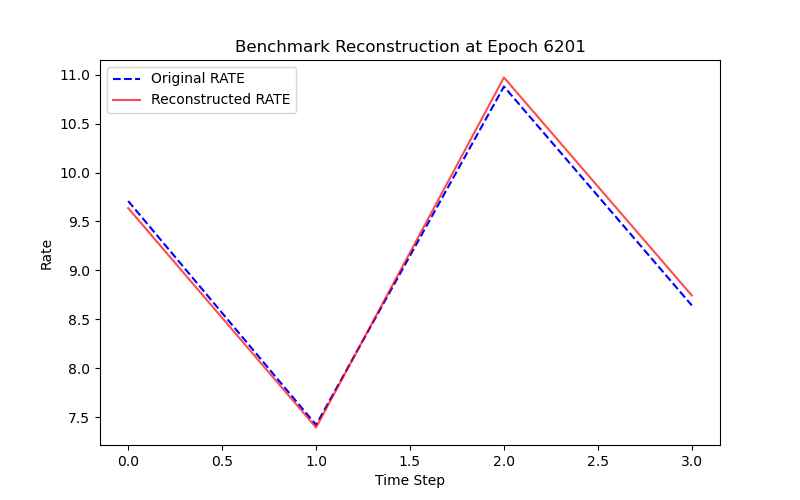 Benchmark Reconstruction at Epoch 6201
Original RATE
Reconstructed RATE
11.0
10.5
10.0
9.5
9.0
8.5
8.0
7.5
Rate
0.0 0.5 1.0 1.5 2.0 2.5 3.0
Time Step